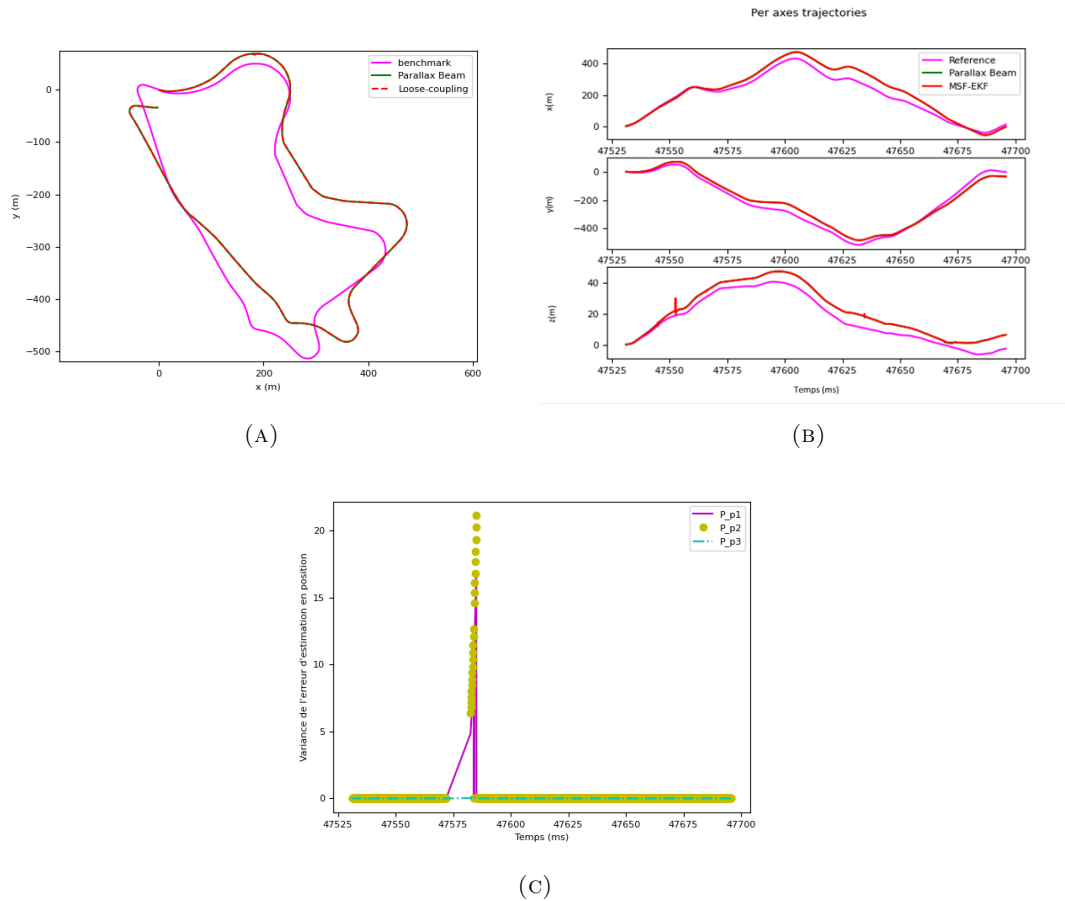 Per axes trajectories
benchmark
Parallax Beam
Loose-coupling
0
−100
−200
−300
−400
−500
y (m)
0
200
400
600
x (m)
(A)
Reference
Parallax Beam
MSF-EKF
400
200
0
x(m)
47525 47550 47575 47600 47625 47650 47675 47700
0
−200
−400
y(m)
47525 47550 47575 47600 47625 47650 47675 47700
40
20
0
z(m)
47525 47550 47575 47600 47625 47650 47675 47700
Temps (ms)
(B)
P_p1
P_p2
P_p3
20
15
10
5
0
Variance de l'erreur d'estimation en position
47525 47550 47575 47600 47625 47650 47675 47700
Temps (ms)
(C)